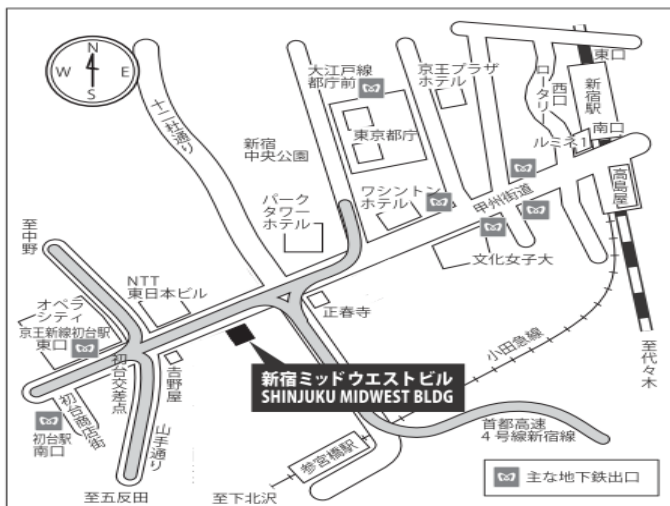 N
W
E
S
十二社通り
大江戸線
都庁前
京王プラザ
ホテル
西口
ロータリー
東口
新宿駅
南口
ルミネ1
高島屋
新宿
中央公園
東京都庁
パーク
タワー
ホテル
ワシントン
ホテル
甲州街道
文化女子大
至中野
NTT
東日本ビル
オペラ
シティ
京王新線初台駅
東口
正春寺
小田急線
至代々木
初台交差点
吉野屋
新宿ミッドウエストビル
SHINJUKU MIDWEST BLDG
初台商店街
初台駅
南口
山手通り
参宮橋駅
首都高速
4号線新宿線
至五反田
至下北沢
主な地下鉄出口